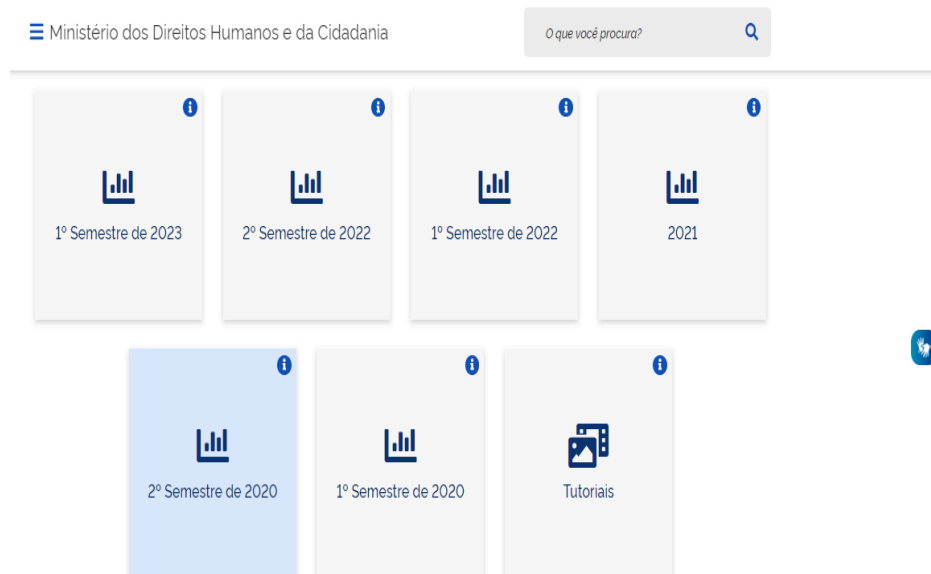 Ministério dos Direitos Humanos e da Cidadania
O que você procura?
1º Semestre de 2023
2º Semestre de 2022
1º Semestre de 2022
2021
2º Semestre de 2020
1º Semestre de 2020
Tutoriais